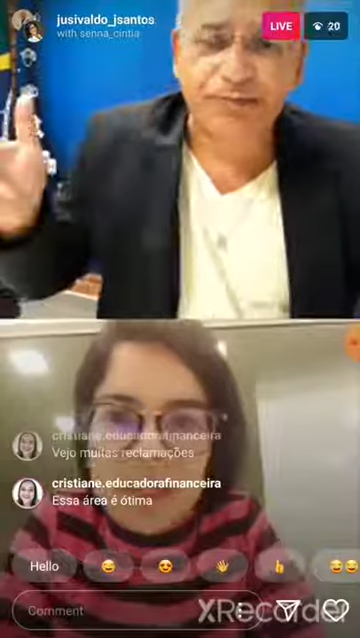 jusivaldo_jsantos
with senna_cintia
LIVE
20
cristiane.educadorafinanceira
Vejo muitas reclamações
cristiane.educadorafinanceira
Essa área é ótima
Hello
Comment
XRecorder